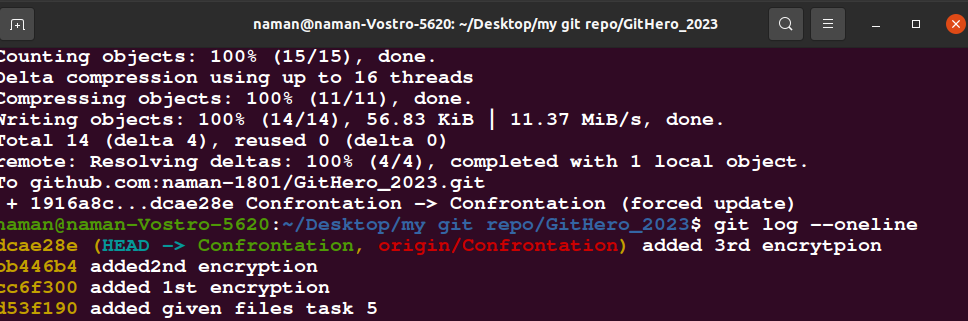 naman@naman-Vostro-5620: ~/Desktop/my git repo/GitHero_2023
Counting objects: 100% (15/15), done.
Delta compression using up to 16 threads
Compressing objects: 100% (11/11), done.
Writing objects: 100% (14/14), 56.83 KiB | 11.37 MiB/s, done.
Total 14 (delta 4), reused 0 (delta 0)
remote: Resolving deltas: 100% (4/4), completed with 1 local object.
To github.com:naman-1801/GitHero_2023.git
 + 1916a8c...dcae28e Confrontation -> Confrontation (forced update)
naman@naman-Vostro-5620:~/Desktop/my git repo/GitHero_2023$ git log --oneline
dcae28e (HEAD -> Confrontation, origin/Confrontation) added 3rd encrytpion
bb446b4 added2nd encryption
cc6f300 added 1st encryption
d53f190 added given files task 5